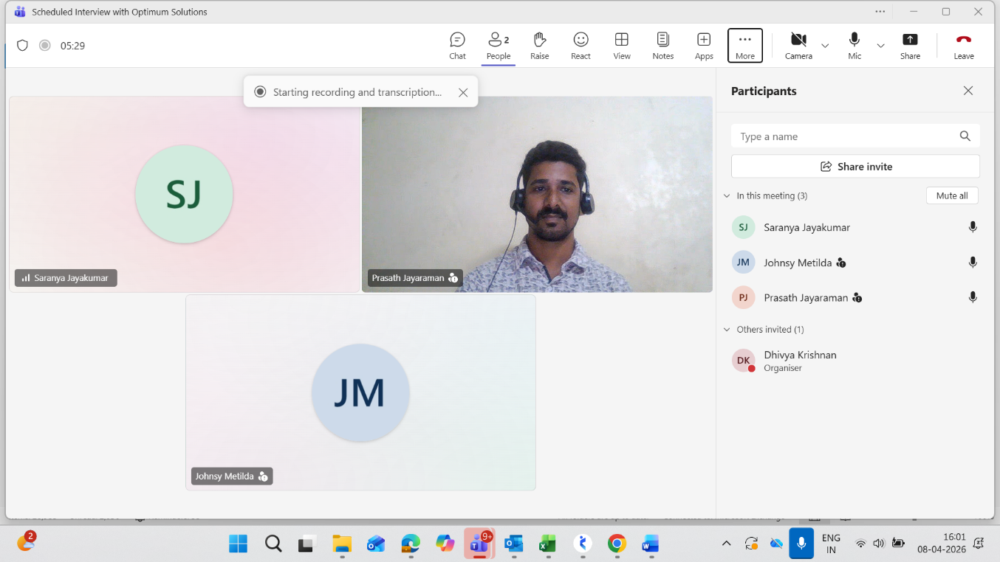 Scheduled Interview with Optimum Solutions
05:29
Chat
People
2
Raise
React
View
Notes
Apps
More
Camera
Mic
Share
Leave
Starting recording and transcription...
SJ
Saranya Jayakumar
Prasath Jayaraman
JM
Johnsy Metilda
Participants
Type a name
Share invite
In this meeting (3)
Mute all
SJ Saranya Jayakumar
JM Johnsy Metilda
PJ Prasath Jayaraman
Others invited (1)
DK Dhivya Krishnan
Organiser
2
9+
ENG
IN
16:01
08-04-2026